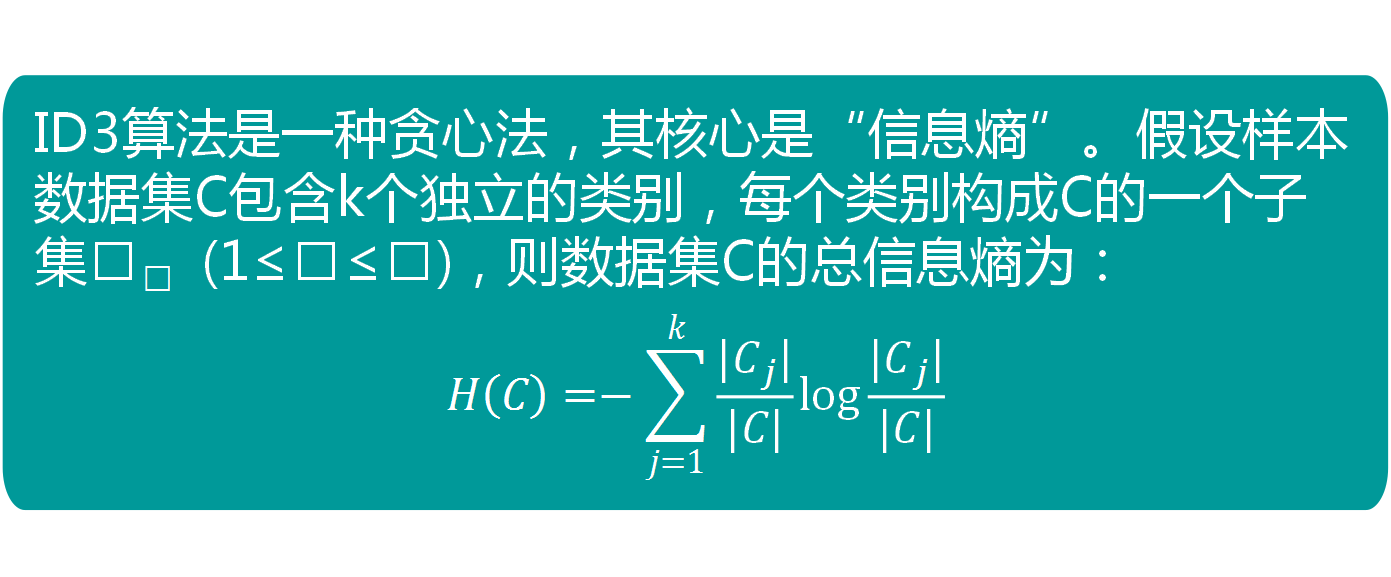 ID3算法是一种贪心法，其核心是“信息熵”。假设样本
数据集C包含k个独立的类别，每个类别构成C的一个子
集□□ (1≤□≤□)，则数据集C的总信息熵为：
H(C) =− ∑_{j=1}^{k} |C_j|/|C| log |C_j|/|C|